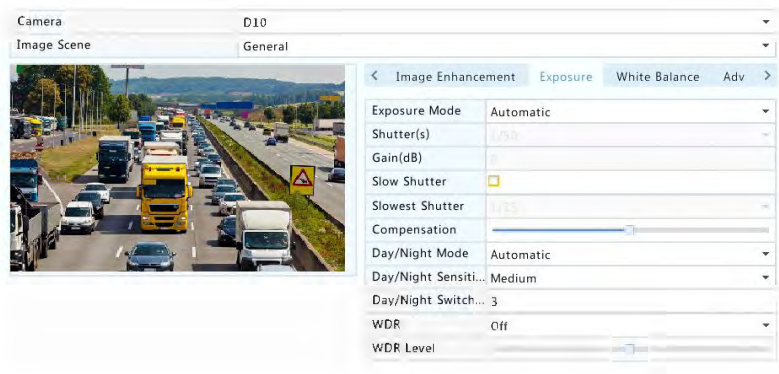 Camera D10
Image Scene General
< Image Enhancement Exposure White Balance Adv >
Exposure Mode Automatic
Shutter(s) 1/50
Gain(dB)
Slow Shutter
Slowest Shutter
Compensation
Day/Night Mode Automatic
Day/Night Sensiti... Medium
Day/Night Switch... 3
WDR Off
WDR Level